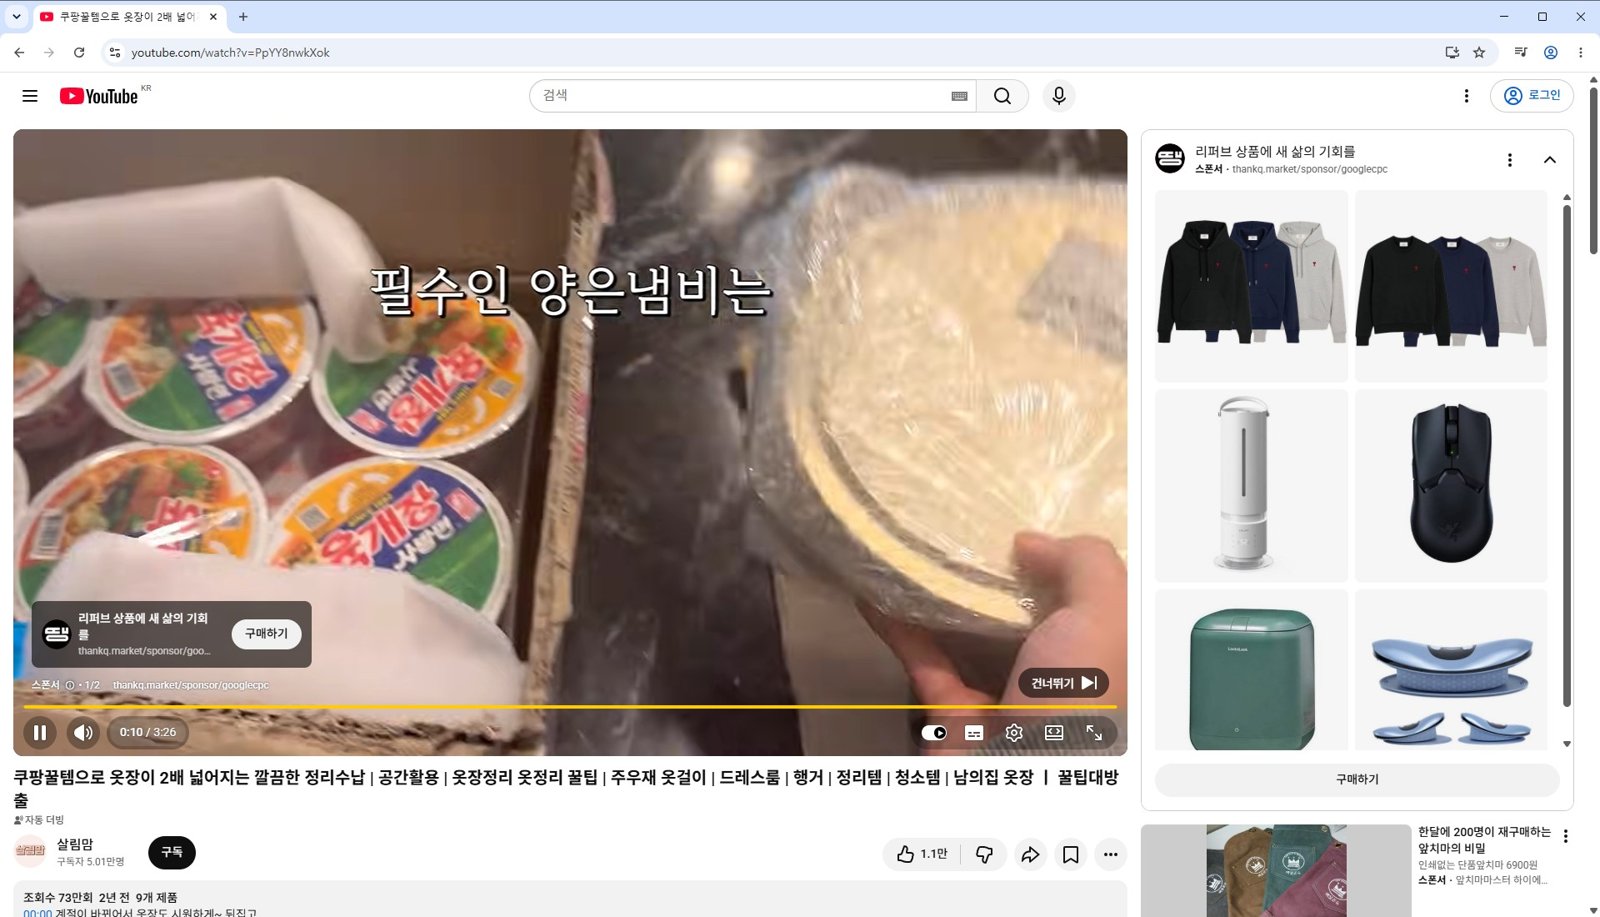 쿠팡꿀템으로 옷장이 2배 넓어
youtube.com/watch?v=PpYY8nwkXok
YouTube KR
검색
로그인
필수인 양은냄비는
육개장
사발면
리퍼브 상품에 새 삶의 기회
를
thankq.market/sponsor/goo...
구매하기
스폰서 · 1/2 thankq.market/sponsor/googlecpc
건너뛰기
0:10 / 3:26
쿠팡꿀템으로 옷장이 2배 넓어지는 깔끔한 정리수납 | 공간활용 | 옷장정리 옷정리 꿀팁 | 주우재 옷걸이 | 드레스룸 | 행거 | 정리템 | 청소템 | 남의집 옷장 ㅣ 꿀팁대방
출
자동 더빙
살림맘
살림맘
구독자 5.01만명
구독
1.1만
조회수 73만회 2년 전 9개 제품
00:00 계절이 바뀌어서 옷장도 시원하게~ 뒤집고
리퍼브 상품에 새 삶의 기회를
스폰서 · thankq.market/sponsor/googlecpc
구매하기
한달에 200명이 재구매하는
앞치마의 비밀
인쇄없는 단품앞치마 6900원
스폰서 · 앞치마마스터 하이에...